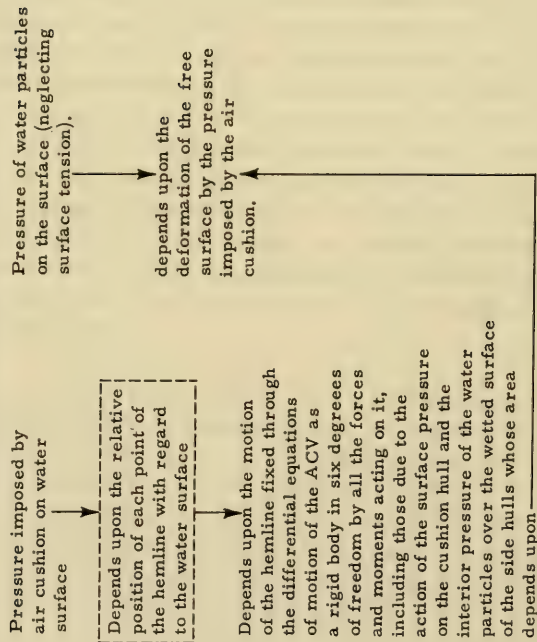 Pressure imposed by
air cushion on water
surface
Depends upon the relative
position of each point of
the hemline with regard
to the water surface
Depends upon the motion
of the hemline fixed through
the differential equations
of motion of the ACV as
a rigid body in six degreees
of freedom by all the forces
and moments acting on it,
including those due to the
action of the surface pressure
on the cushion hull and the
interior pressure of the water
particles over the wetted surface
of the side hulls whose area
depends upon
Pressure of water particles
on the surface (neglecting
surface tension).
depends upon the
deformation of the free
surface by the pressure
imposed by the air
cushion.